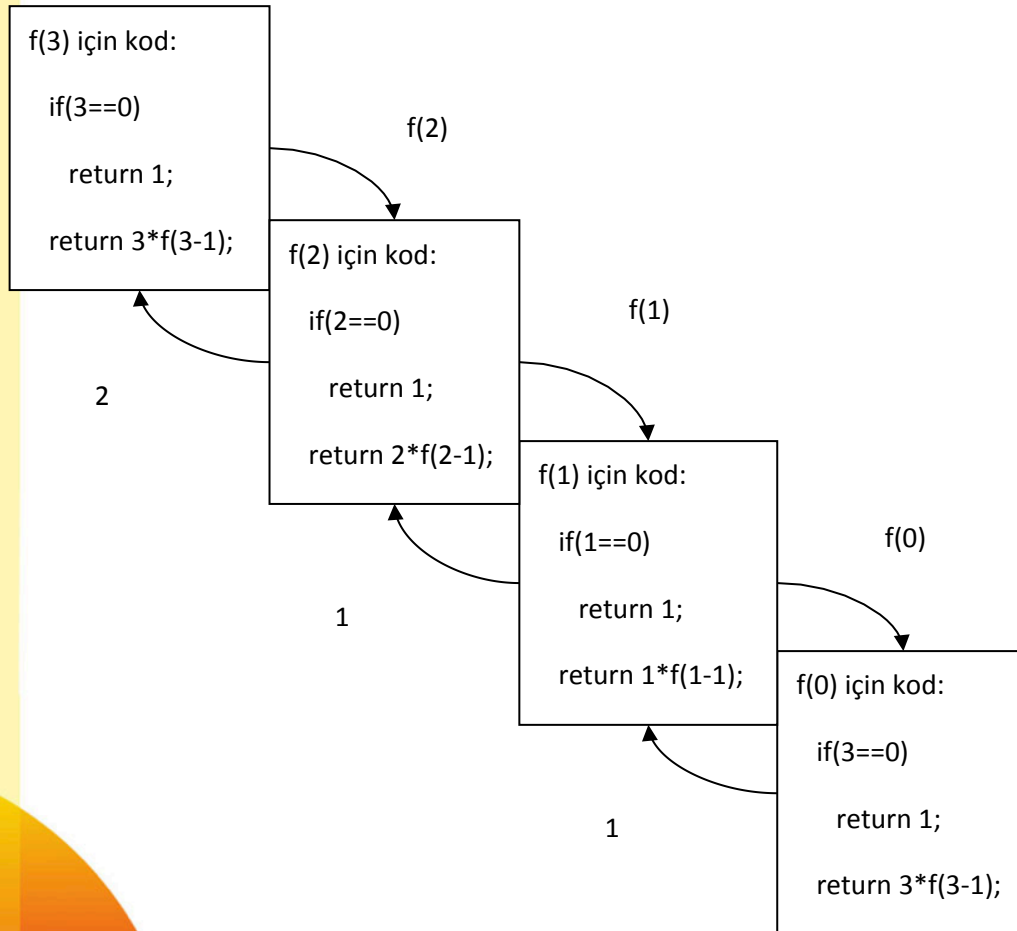 f(3) için kod:
if(3==0)
return 1;
return 3*f(3-1);
f(2)
f(2) için kod:
if(2==0)
return 1;
return 2*f(2-1);
2
f(1)
f(1) için kod:
if(1==0)
return 1;
return 1*f(1-1);
1
f(0)
f(0) için kod:
if(3==0)
return 1;
return 3*f(3-1);
1